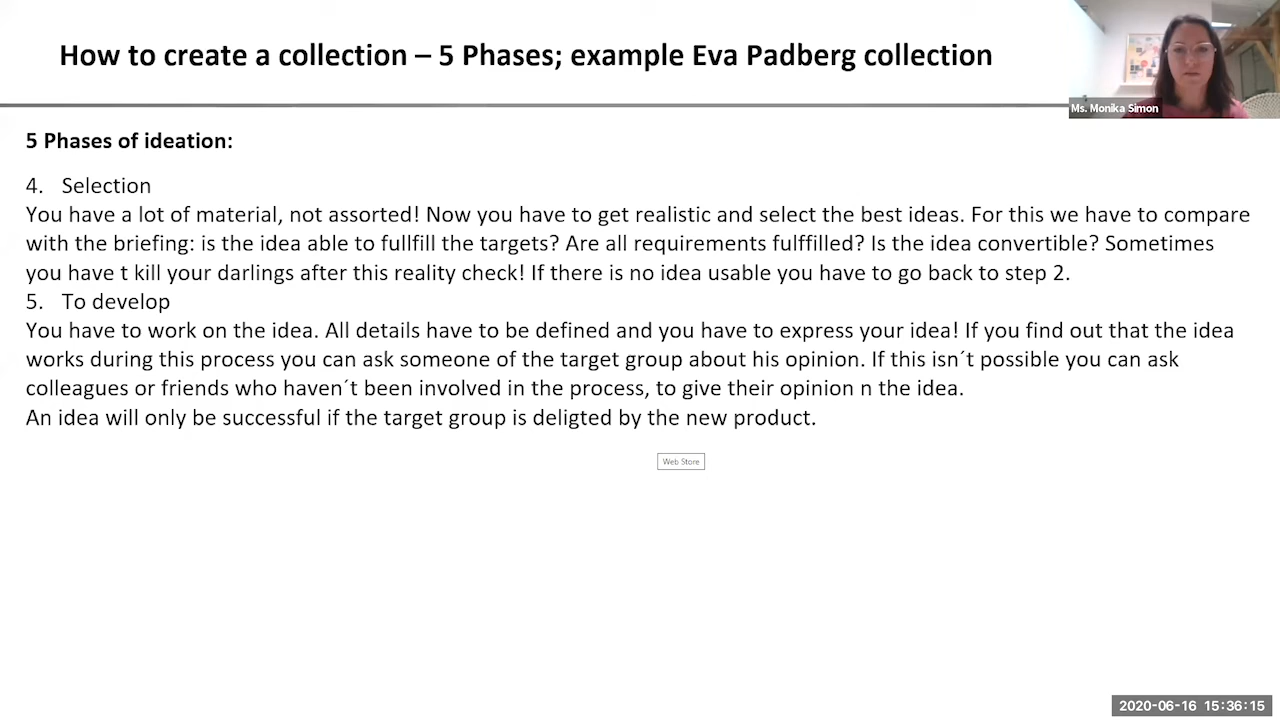 How to create a collection – 5 Phases; example Eva Padberg collection
Ms. Monika Simon
5 Phases of ideation:
4. Selection
You have a lot of material, not assorted! Now you have to get realistic and select the best ideas. For this we have to compare
with the briefing: is the idea able to fullfill the targets? Are all requirements fulffilled? Is the idea convertible? Sometimes
you have t kill your darlings after this reality check! If there is no idea usable you have to go back to step 2.
5. To develop
You have to work on the idea. All details have to be defined and you have to express your idea! If you find out that the idea
works during this process you can ask someone of the target group about his opinion. If this isn´t possible you can ask
colleagues or friends who haven´t been involved in the process, to give their opinion n the idea.
An idea will only be successful if the target group is deligted by the new product.
Web Store
2020-06-16 15:36:15